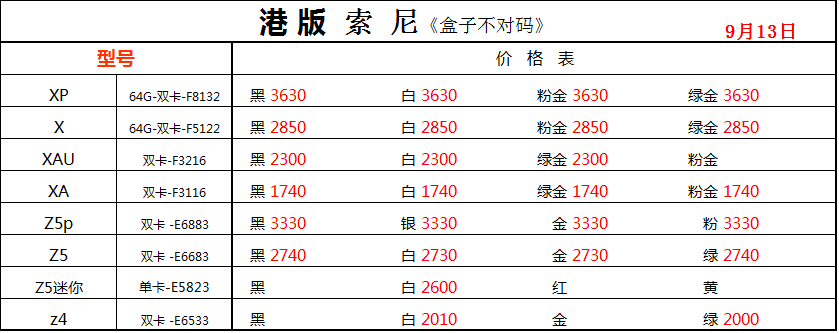 港版 索 尼《盒子不对码》 9月13日
型号 价 格 表
XP 64G-双卡-F8132 黑 3630 白 3630 粉金 3630 绿金 3630
X 64G-双卡-F5122 黑 2850 白 2850 粉金 2850 绿金 2850
XAU 双卡-F3216 黑 2300 白 2300 绿金 2300 粉金
XA 双卡-F3116 黑 1740 白 1740 绿金 1740 粉金 1740
Z5p 双卡 -E6883 黑 3330 银 3330 金 3330 粉 3330
Z5 双卡 -E6683 黑 2740 白 2730 金 2730 绿 2740
Z5迷你 单卡-E5823 黑 白 2600 红 黄
z4 双卡 -E6533 黑 白 2010 金 绿 2000